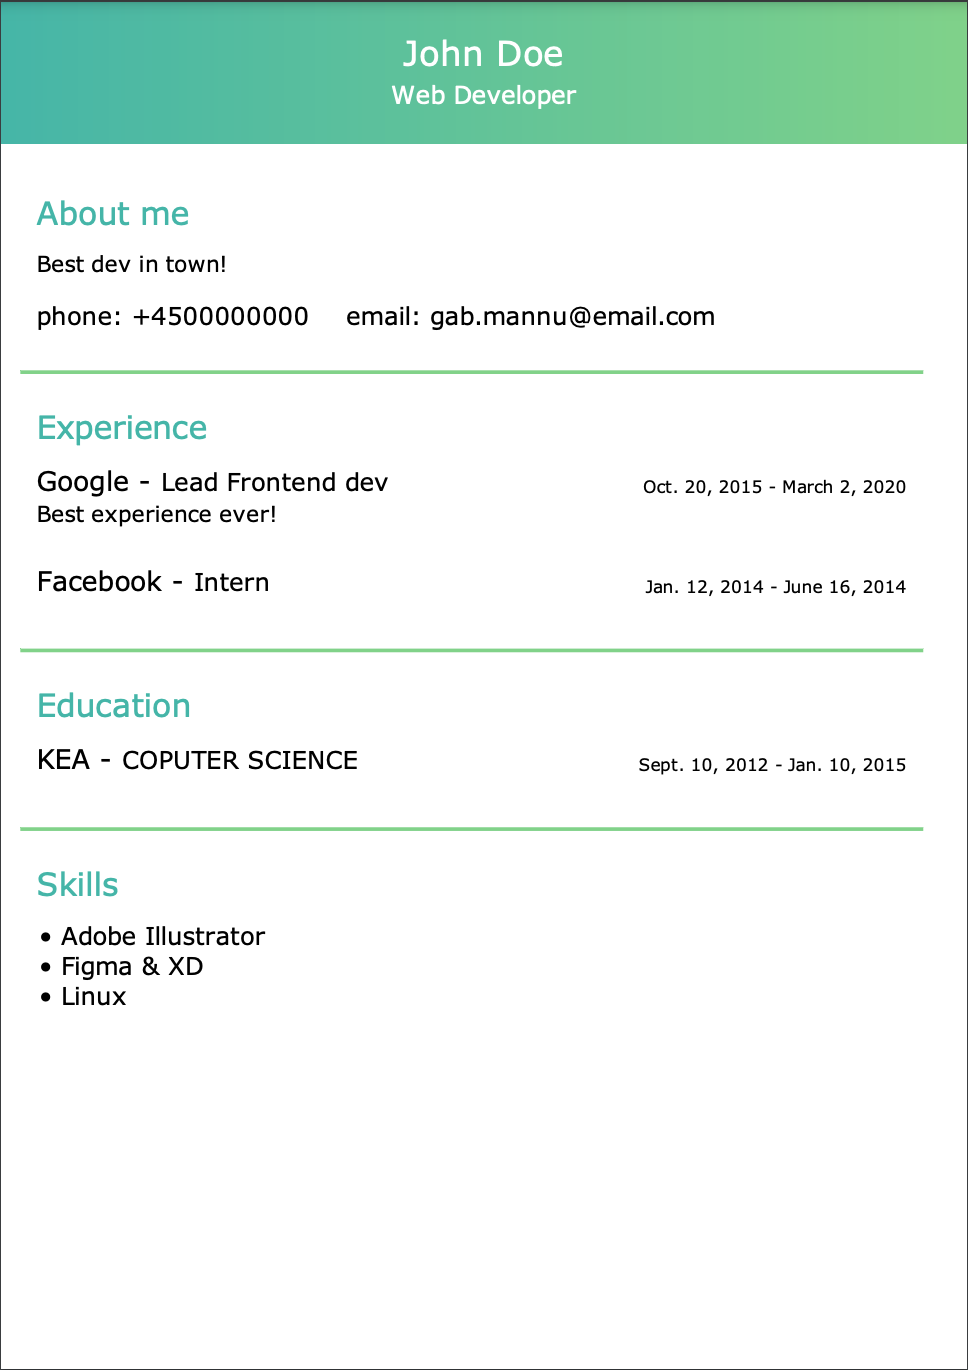 John Doe
Web Developer
About me
Best dev in town!
phone: +4500000000 email: gab.mannu@email.com
Experience
Google - Lead Frontend dev Oct. 20, 2015 - March 2, 2020
Best experience ever!
Facebook - Intern Jan. 12, 2014 - June 16, 2014
Education
KEA - COPUTER SCIENCE Sept. 10, 2012 - Jan. 10, 2015
Skills
• Adobe Illustrator
• Figma & XD
• Linux